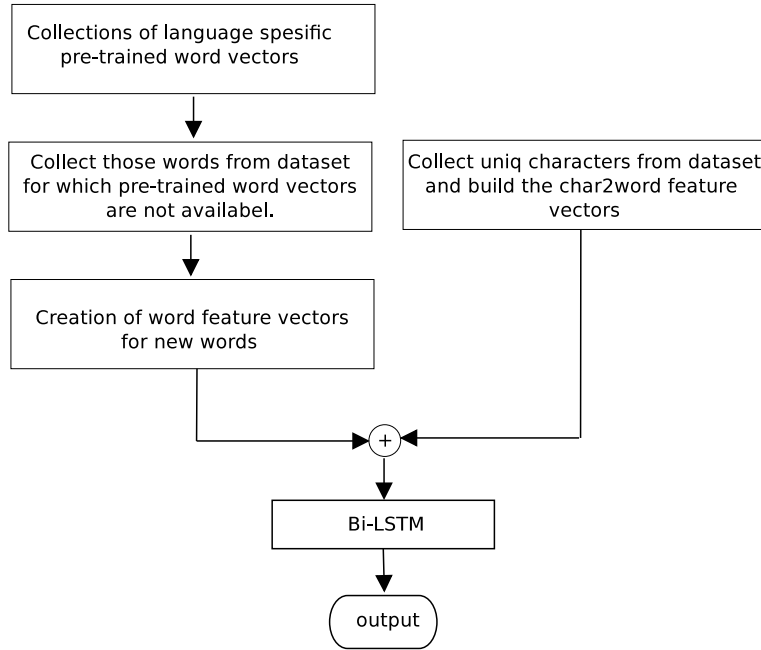 Collections of language spesific
pre-trained word vectors
Collect those words from dataset
for which pre-trained word vectors
are not availabel.
Creation of word feature vectors
for new words
Collect uniq characters from dataset
and build the char2word feature
vectors
+
Bi-LSTM
output